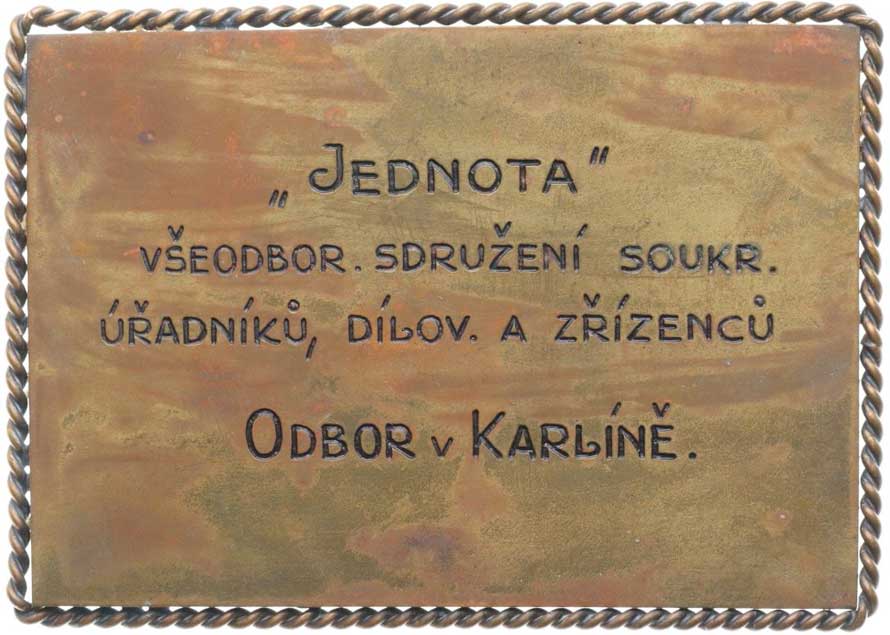 „Jednota“
všeodbor. sdružení soukr.
úřadníků, dílov. a zřízenců
Odbor v Karlíně.